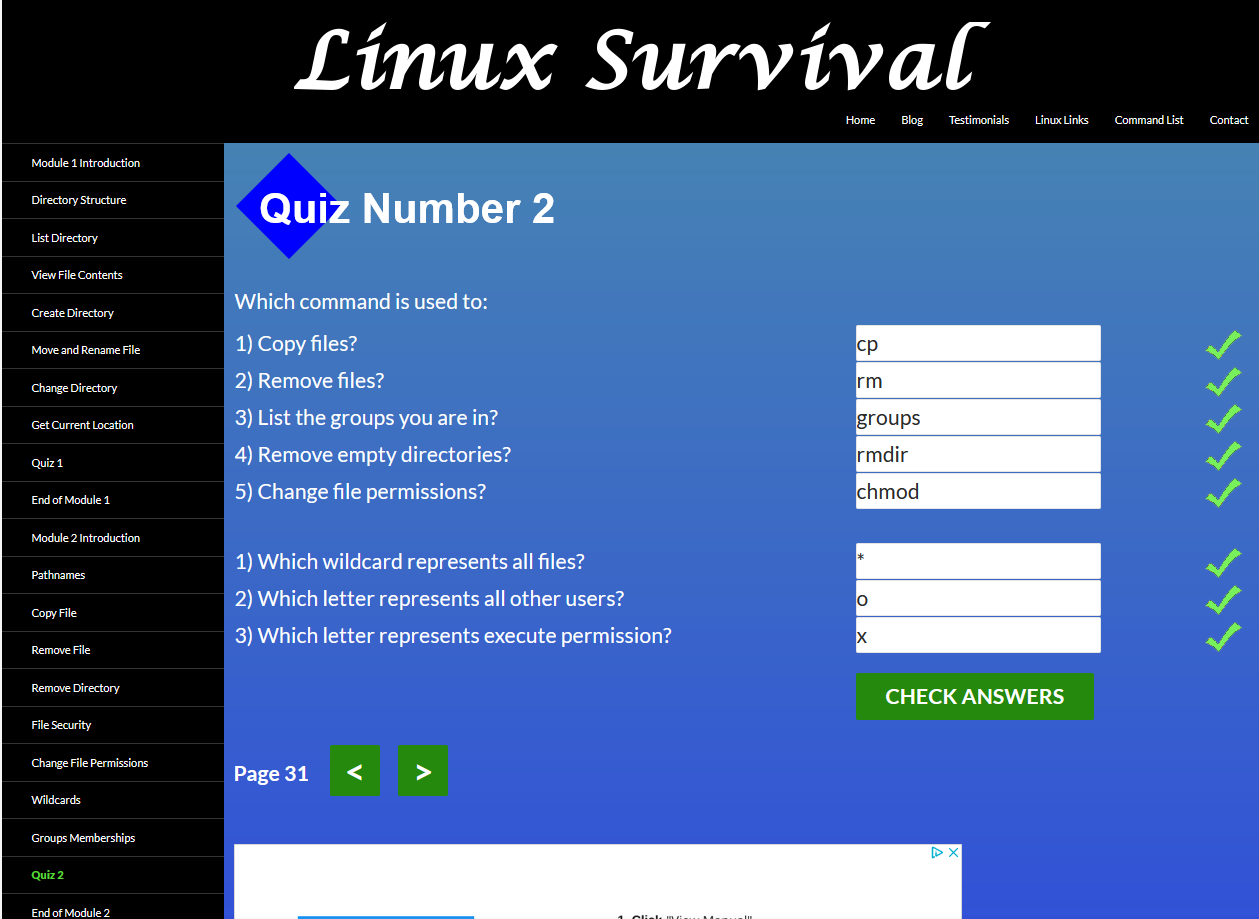 Linux Survival
Home Blog Testimonials Linux Links Command List Contact
Module 1 Introduction
Directory Structure
List Directory
View File Contents
Create Directory
Move and Rename File
Change Directory
Get Current Location
Quiz 1
End of Module 1
Module 2 Introduction
Pathnames
Copy File
Remove File
Remove Directory
File Security
Change File Permissions
Wildcards
Groups Memberships
Quiz 2
End of Module 2
Quiz Number 2
Which command is used to:
1) Copy files? cp
2) Remove files? rm
3) List the groups you are in? groups
4) Remove empty directories? rmdir
5) Change file permissions? chmod
1) Which wildcard represents all files? *
2) Which letter represents all other users? o
3) Which letter represents execute permission? x
CHECK ANSWERS
Page 31 < >
1. Click "View Manual"